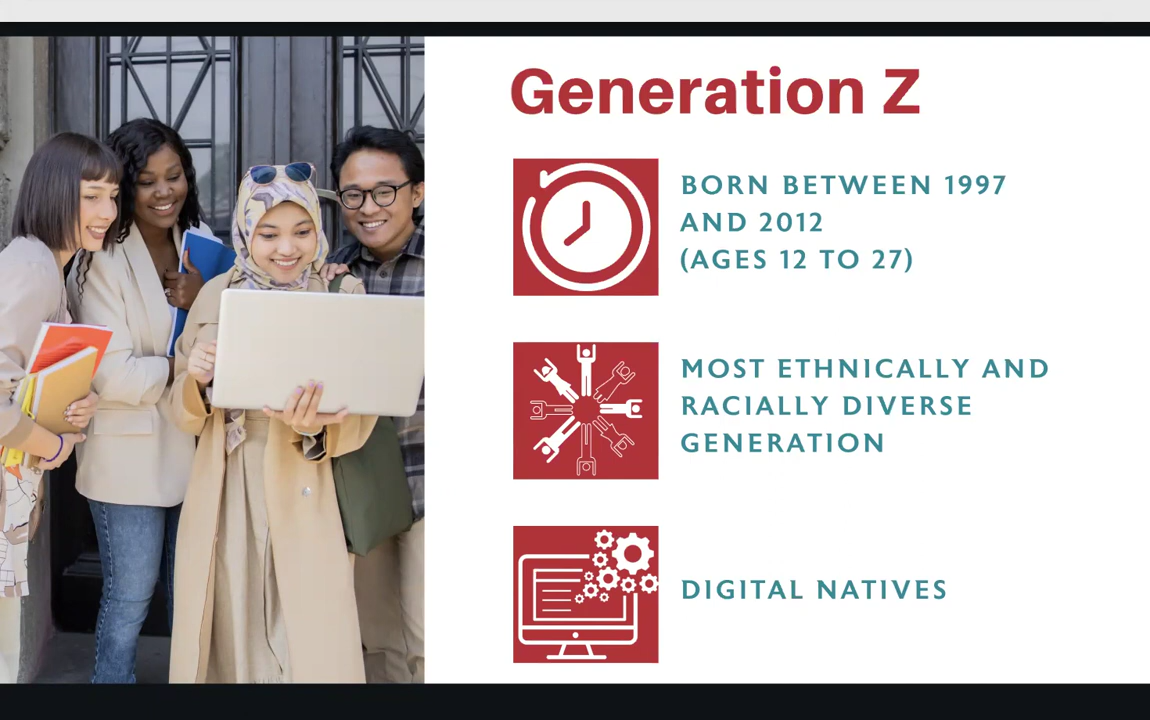 Generation Z
BORN BETWEEN 1997
AND 2012
(AGES 12 TO 27)
MOST ETHNICALLY AND
RACIALLY DIVERSE
GENERATION
DIGITAL NATIVES